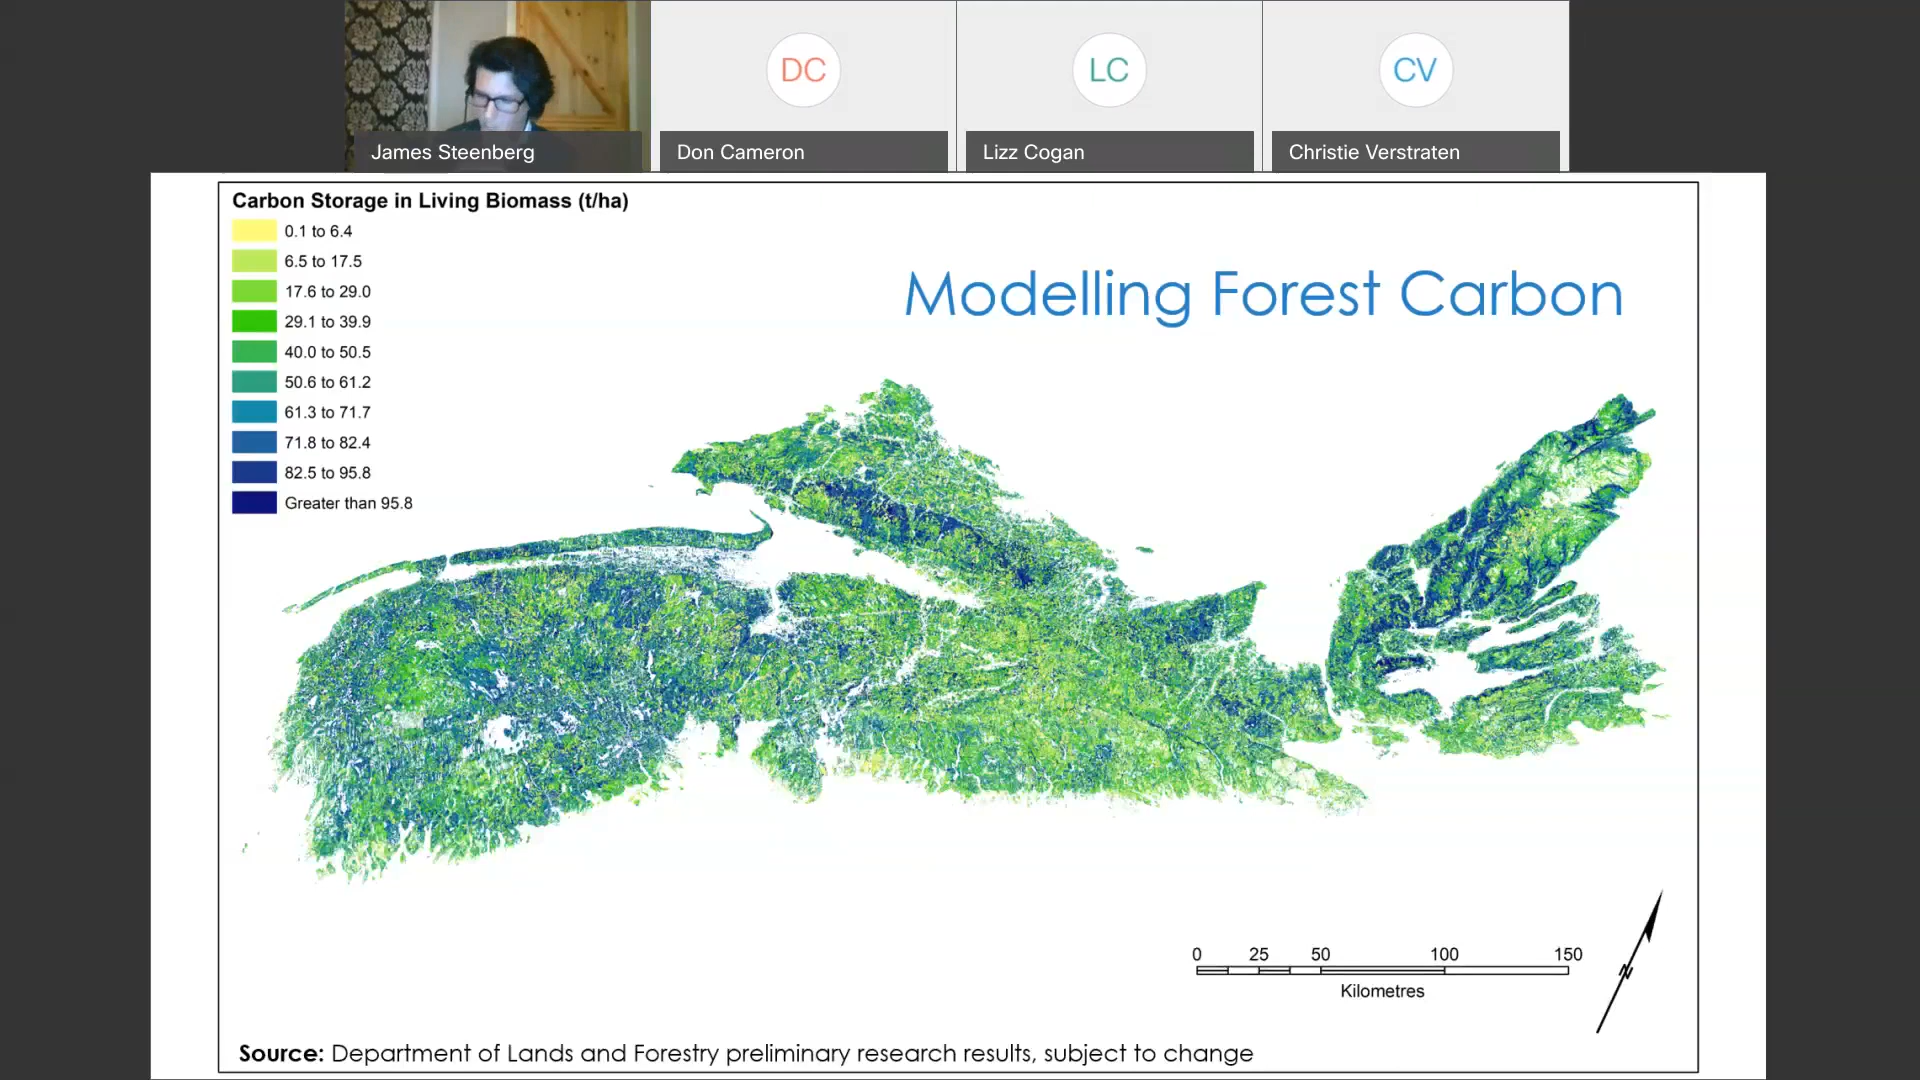 DC
LC
CV
James Steenberg
Don Cameron
Lizz Cogan
Christie Verstraten
Carbon Storage in Living Biomass (t/ha)
0.1 to 6.4
6.5 to 17.5
17.6 to 29.0
29.1 to 39.9
40.0 to 50.5
50.6 to 61.2
61.3 to 71.7
71.8 to 82.4
82.5 to 95.8
Greater than 95.8
Modelling Forest Carbon
0 25 50 100 150
Kilometres
N
Source: Department of Lands and Forestry preliminary research results, subject to change